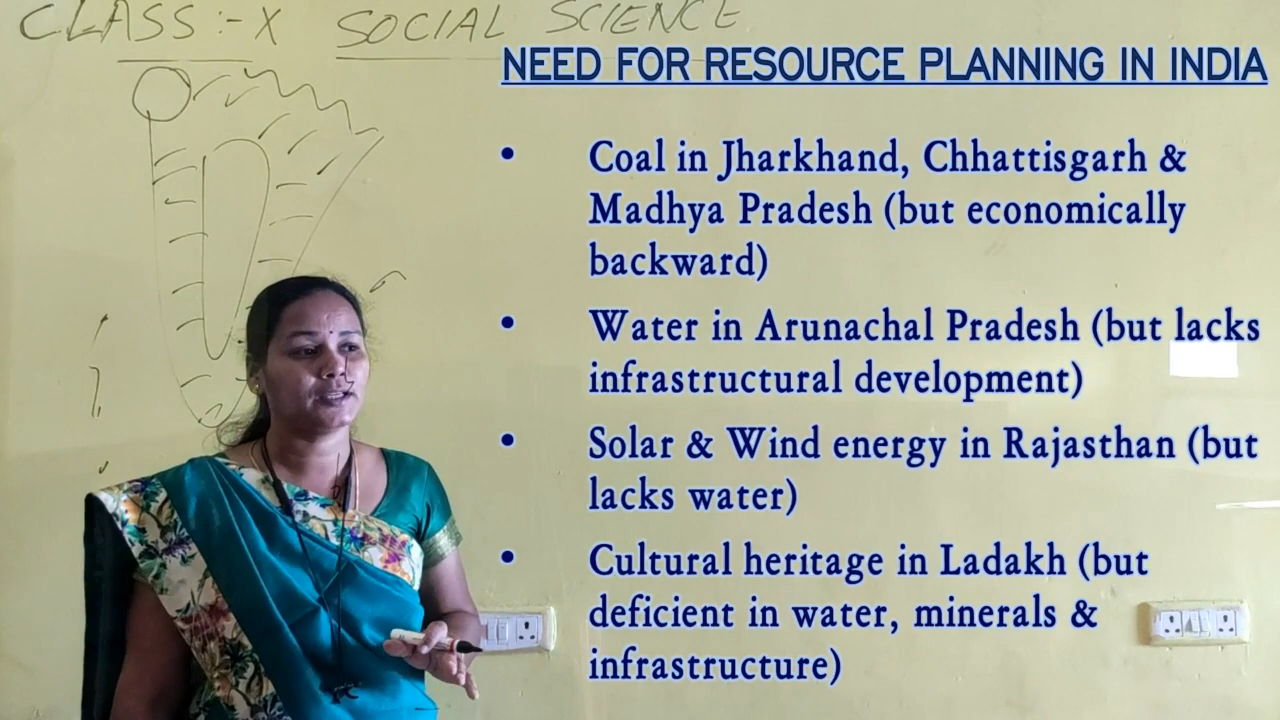 CLASS :- X SOCIAL SCIENCE
NEED FOR RESOURCE PLANNING IN INDIA
• Coal in Jharkhand, Chhattisgarh &
Madhya Pradesh (but economically
backward)
• Water in Arunachal Pradesh (but lacks
infrastructural development)
• Solar & Wind energy in Rajasthan (but
lacks water)
• Cultural heritage in Ladakh (but
deficient in water, minerals &
infrastructure)